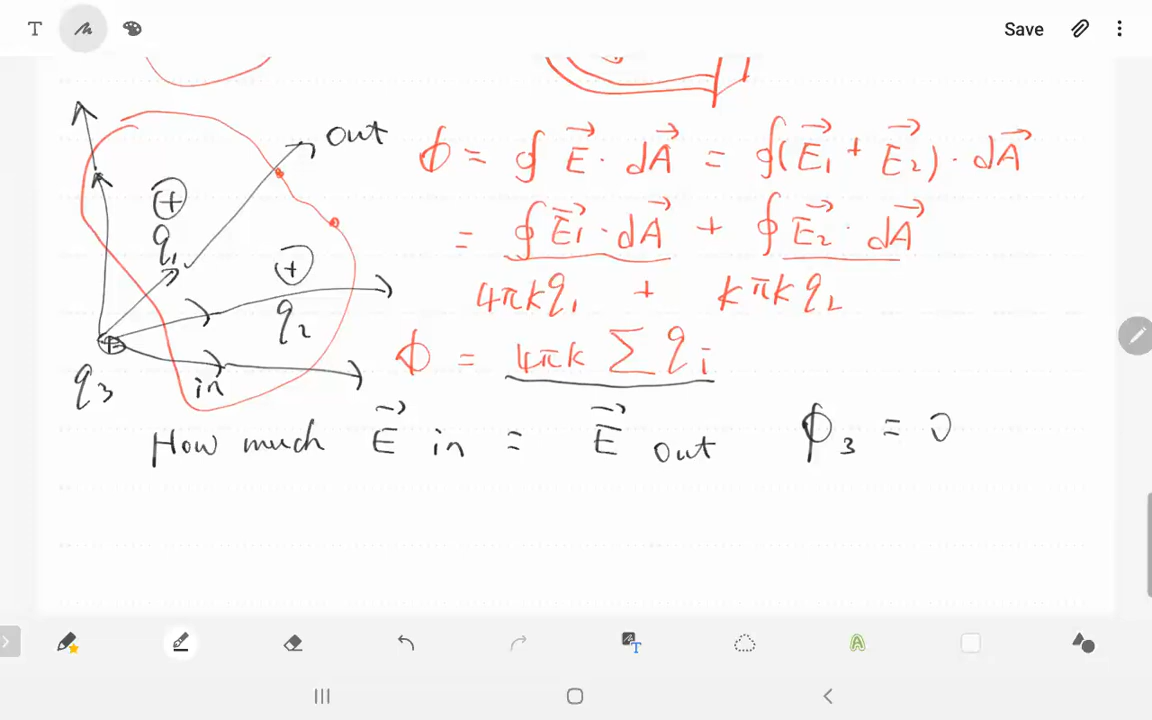 T Save
out
Φ = ∮ E⃗ · dA⃗ = ∮(E⃗₁ + E⃗₂) · dA⃗
⊕
q₁
= ∮ E⃗₁ · dA⃗ + ∮ E⃗₂ · dA⃗
⊕
q₂
4πkq₁ + kπkq₂
Φ = 4πk Σ qᵢ
q₃
in
How much E⃗ in = E⃗ out ϕ₃ = 0
T
A